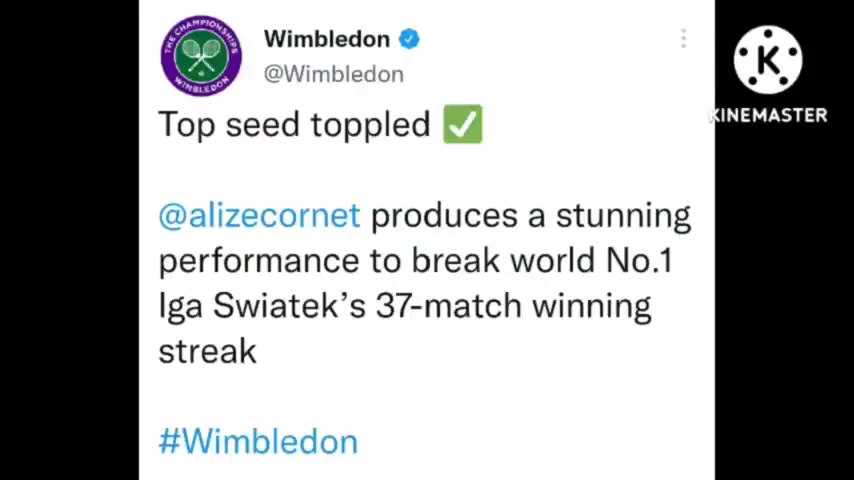 THE CHAMPIONSHIPS
WIMBLEDON
Wimbledon
@Wimbledon
K
KINEMASTER
Top seed toppled ✅
@alizecornet produces a stunning
performance to break world No.1
Iga Swiatek’s 37-match winning
streak
#Wimbledon